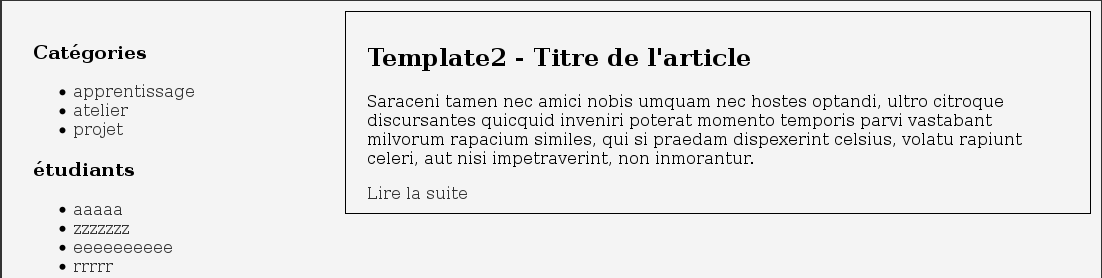 Catégories
apprentissage
atelier
projet
étudiants
aaaaa
zzzzzzz
eeeeeeeeee
rrrrr
Template2 - Titre de l'article
Saraceni tamen nec amici nobis umquam nec hostes optandi, ultro citroque
discursantes quicquid inveniri poterat momento temporis parvi vastabant
milvorum rapacium similes, qui si praedam dispexerint celsius, volatu rapiunt
celeri, aut nisi impetraverint, non inmorantur.
Lire la suite